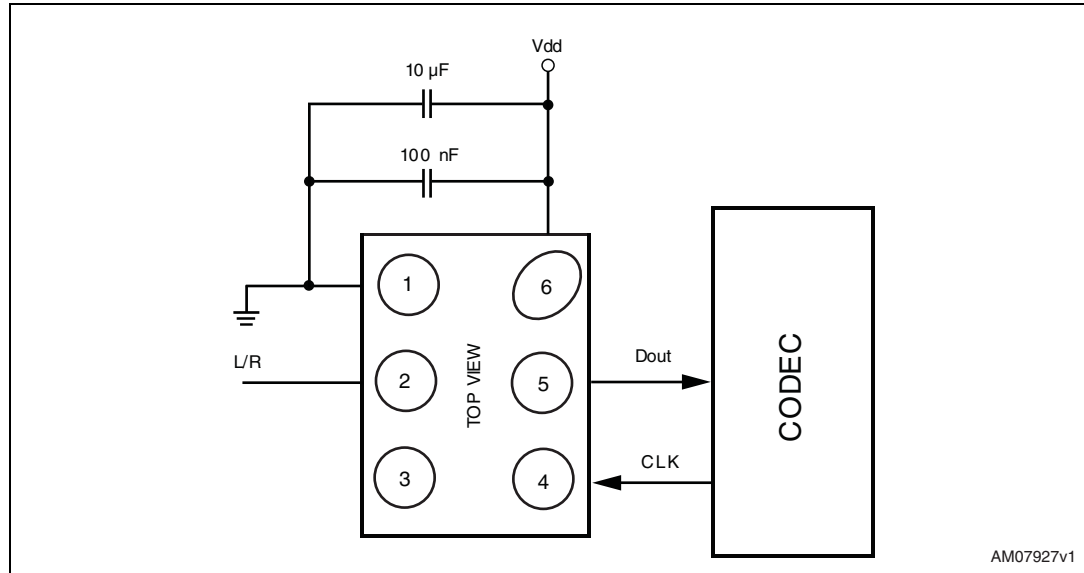 Vdd
10 µF
100 nF
1
6
L/R
2
TOP VIEW
5
Dout
CODEC
3
4
CLK
AM07927v1